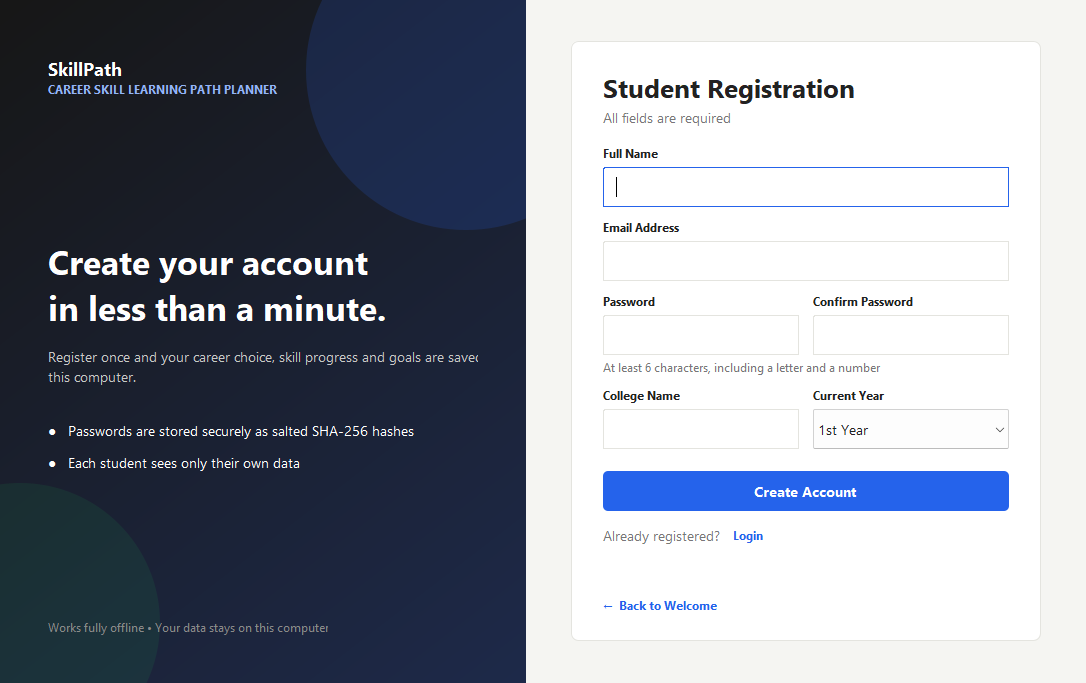 SkillPath
CAREER SKILL LEARNING PATH PLANNER
Create your account
in less than a minute.
Register once and your career choice, skill progress and goals are saved
this computer.
● Passwords are stored securely as salted SHA-256 hashes
● Each student sees only their own data
Works fully offline • Your data stays on this computer
Student Registration
All fields are required
Full Name
Email Address
Password Confirm Password
At least 6 characters, including a letter and a number
College Name Current Year
1st Year
Create Account
Already registered? Login
← Back to Welcome